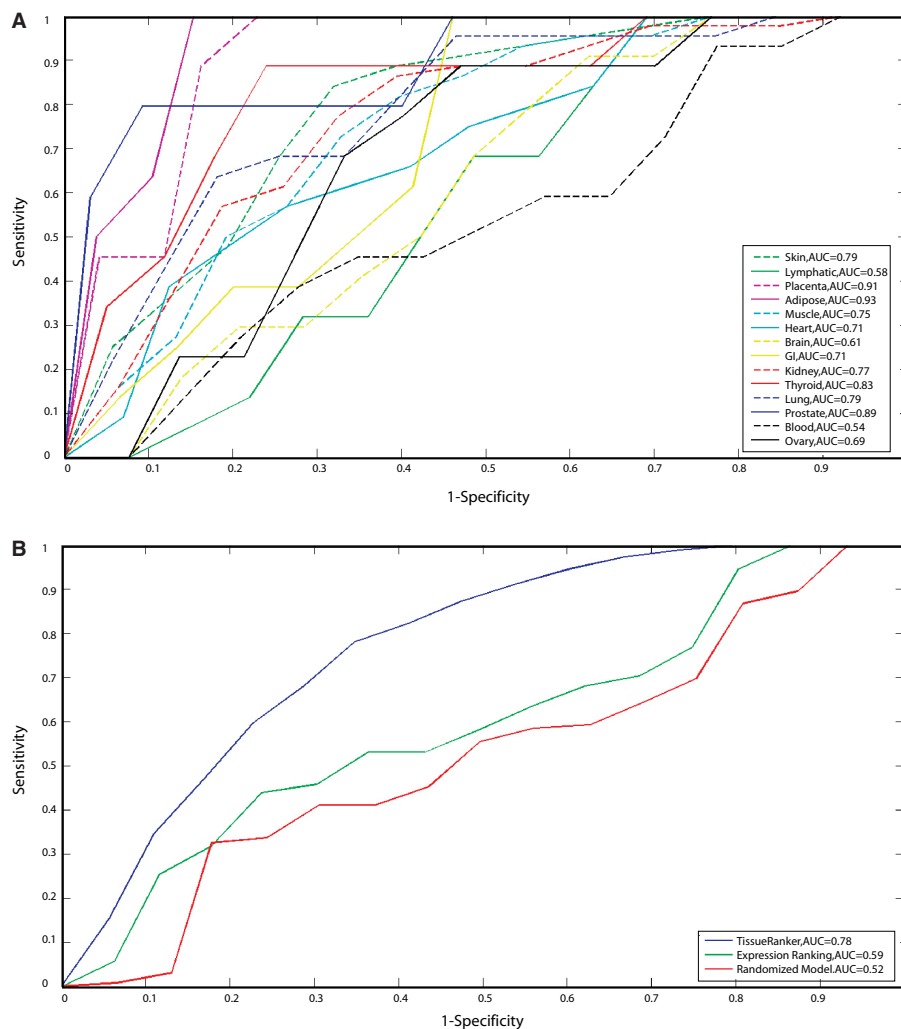 A
1
0.9
0.8
0.7
0.6
0.5
0.4
0.3
0.2
0.1
0
Sensitivity
0 0.1 0.2 0.3 0.4 0.5 0.6 0.7 0.8 0.9
1-Specificity
Skin,AUC=0.79
Lymphatic,AUC=0.58
Placenta,AUC=0.91
Adipose,AUC=0.93
Muscle,AUC=0.75
Heart,AUC=0.71
Brain,AUC=0.61
GI,AUC=0.71
Kidney,AUC=0.77
Thyroid,AUC=0.83
Lung,AUC=0.79
Prostate,AUC=0.89
Blood,AUC=0.54
Ovary,AUC=0.69
B
1
0.9
0.8
0.7
0.6
0.5
0.4
0.3
0.2
0.1
0
Sensitivity
0 0.1 0.2 0.3 0.4 0.5 0.6 0.7 0.8 0.9
1-Specificity
TissueRanker,AUC=0.78
Expression Ranking,AUC=0.59
Randomized Model.AUC=0.52